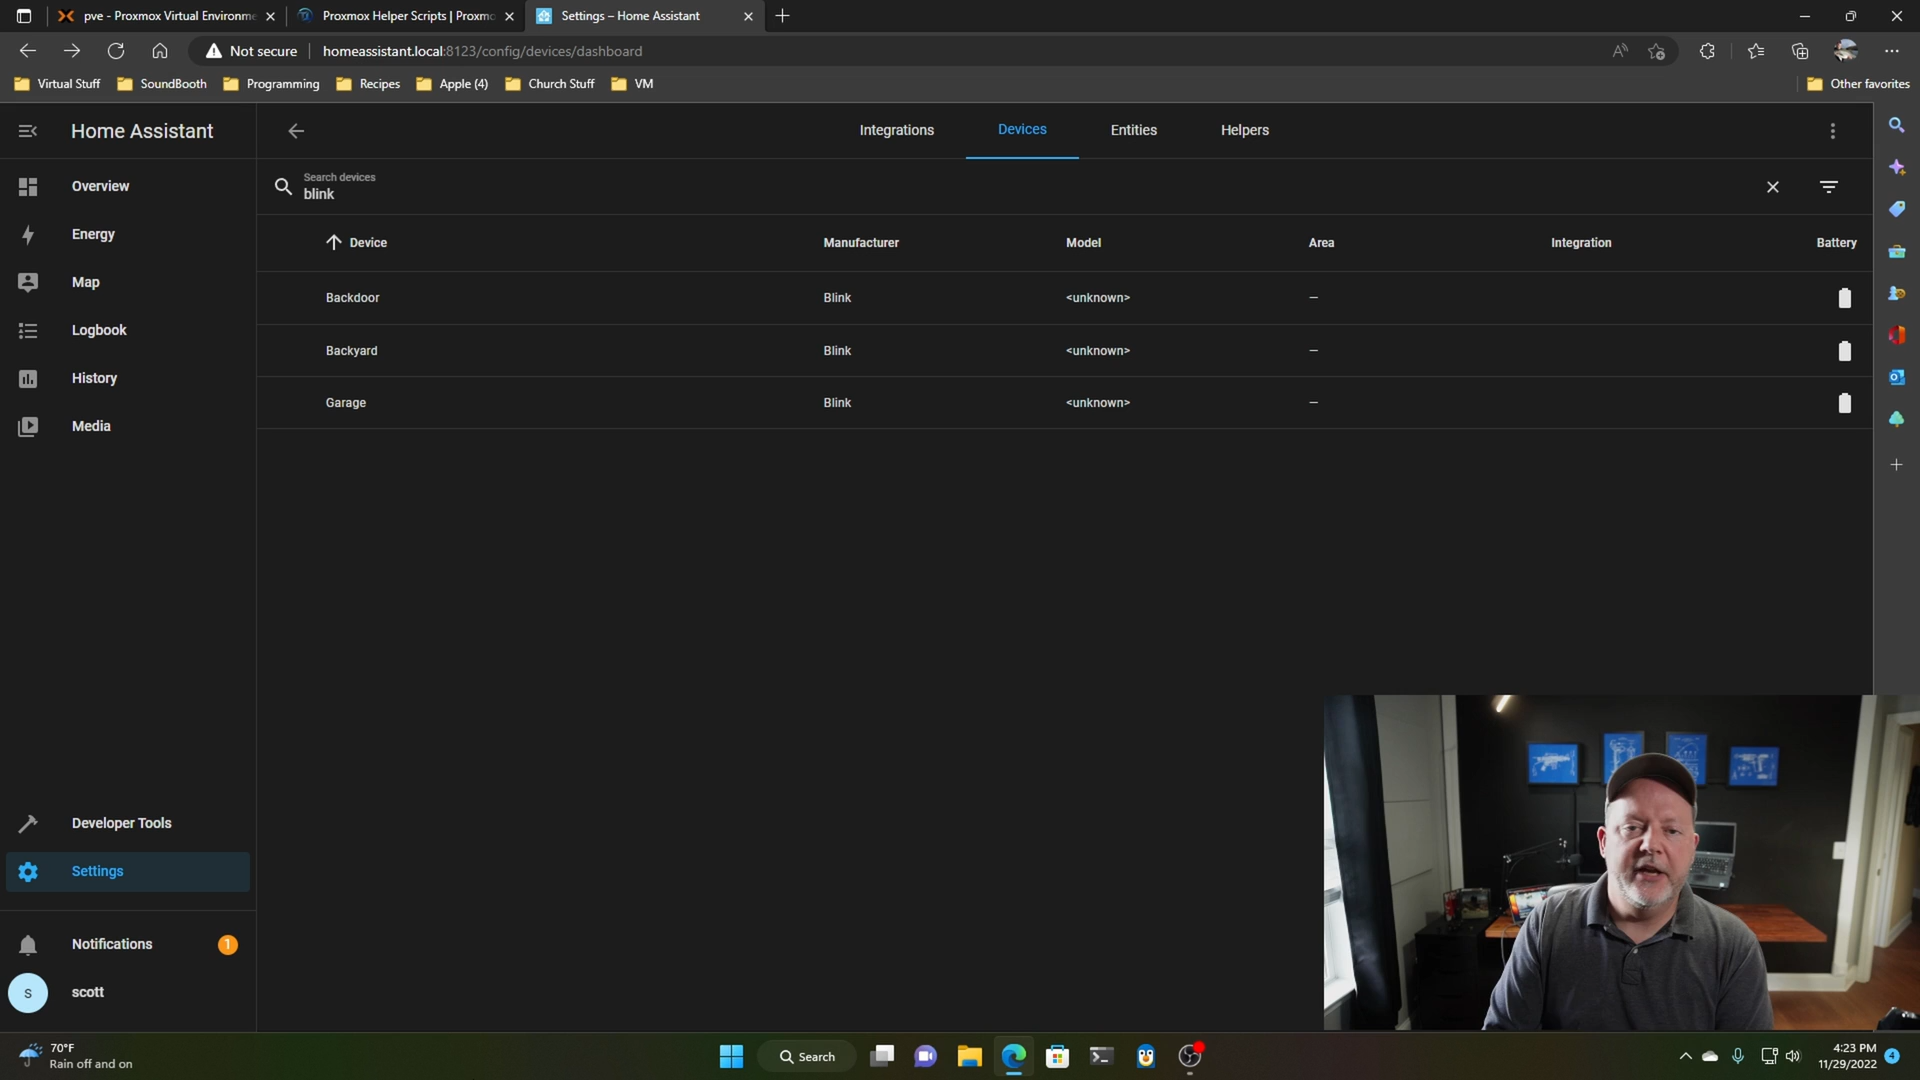 pve - Proxmox Virtual Environme
Proxmox Helper Scripts | Proxmo
Settings – Home Assistant
Not secure
homeassistant.local:8123/config/devices/dashboard
Virtual Stuff
SoundBooth
Programming
Recipes
Apple (4)
Church Stuff
VM
Other favorites
Home Assistant
Integrations
Devices
Entities
Helpers
Overview
Energy
Map
Logbook
History
Media
Search devices
blink
Device
Manufacturer
Model
Area
Integration
Battery
Backdoor
Blink
<unknown>
—
Backyard
Blink
<unknown>
—
Garage
Blink
<unknown>
—
Developer Tools
Settings
Notifications
1
s
scott
70°F
Rain off and on
Search
4:23 PM
11/29/2022
4